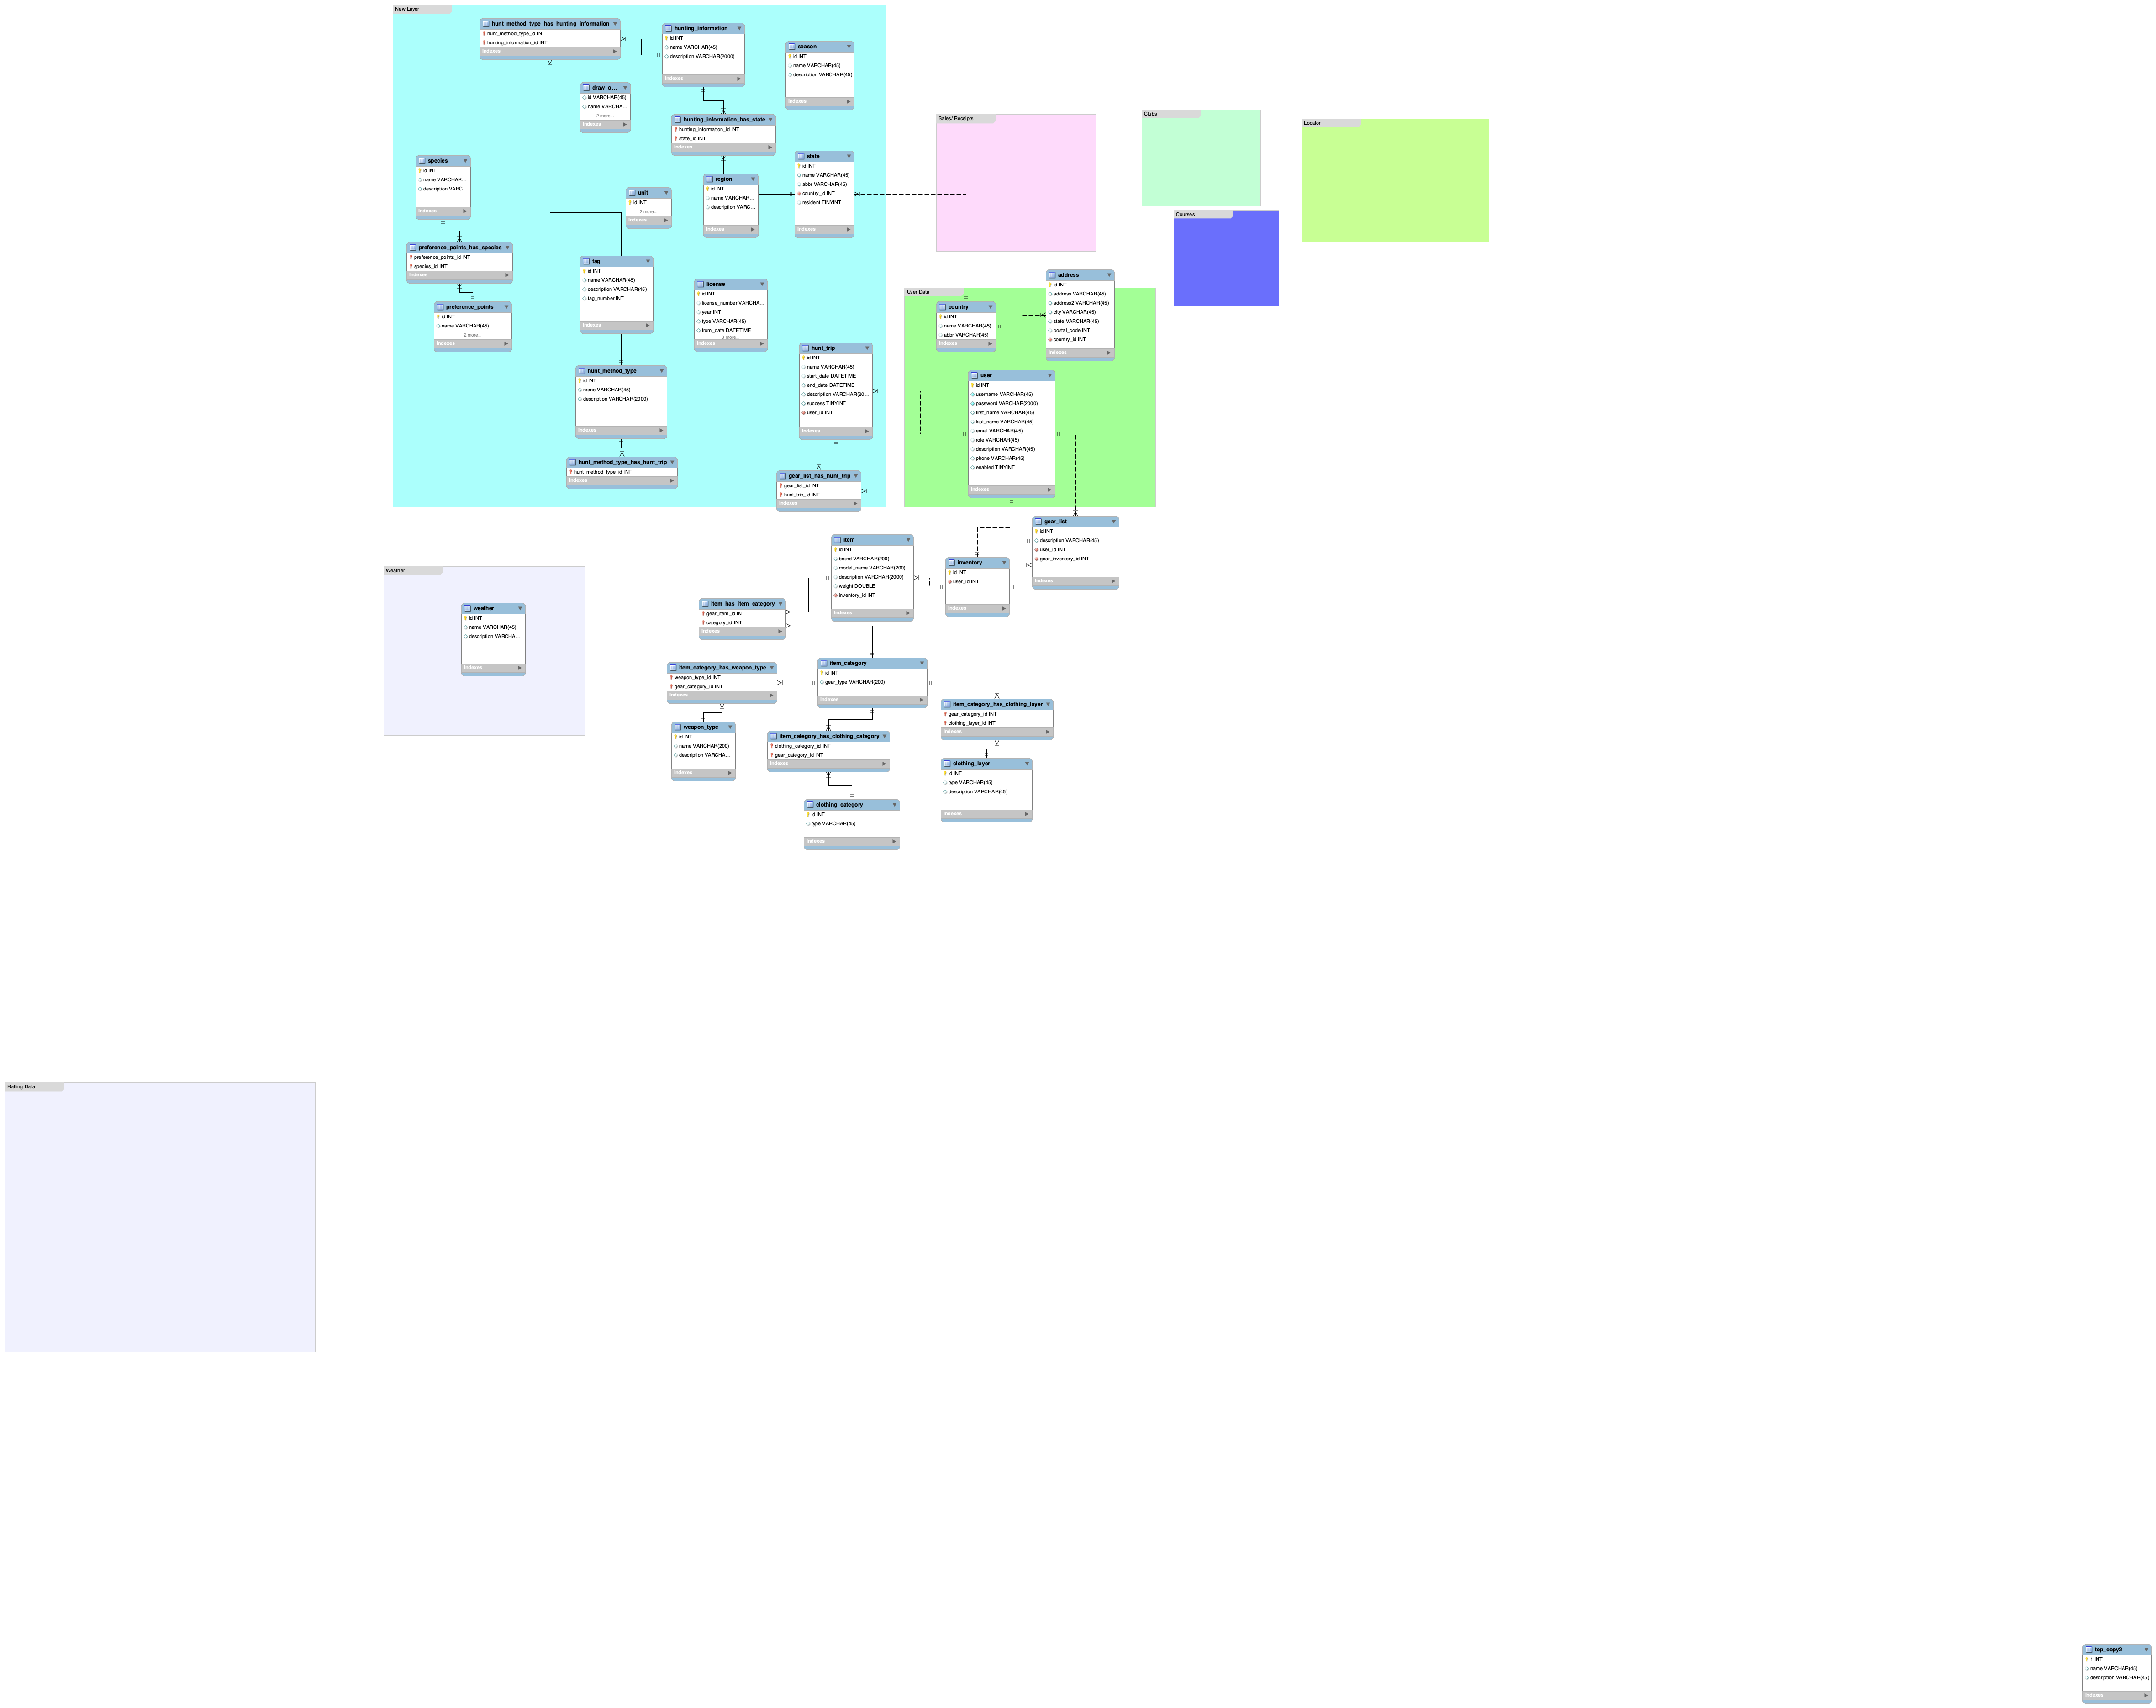 New Layer
hunt_method_type_has_hunting_information
hunt_method_type_id INT
hunting_information_id INT
Indexes
hunting_information
id INT
name VARCHAR(45)
description VARCHAR(2000)
Indexes
season
id INT
name VARCHAR(45)
description VARCHAR(45)
Indexes
draw_o...
id VARCHAR(45)
name VARCHA...
2 more...
Indexes
hunting_information_has_state
hunting_information_id INT
state_id INT
Indexes
species
id INT
name VARCHAR...
description VARC...
Indexes
unit
id INT
2 more...
Indexes
region
id INT
name VARCHAR...
description VARC...
Indexes
state
id INT
name VARCHAR(45)
abbr VARCHAR(45)
country_id INT
resident TINYINT
Indexes
preference_points_has_species
preference_points_id INT
species_id INT
Indexes
preference_points
id INT
name VARCHAR(45)
2 more...
Indexes
tag
id INT
name VARCHAR(45)
description VARCHAR(45)
tag_number INT
Indexes
license
id INT
license_number VARCHA...
year INT
type VARCHAR(45)
from_date DATETIME
Indexes
hunt_trip
id INT
name VARCHAR(45)
start_date DATETIME
end_date DATETIME
description VARCHAR(20...
success TINYINT
user_id INT
Indexes
hunt_method_type
id INT
name VARCHAR(45)
description VARCHAR(2000)
Indexes
hunt_method_type_has_hunt_trip
hunt_method_type_id INT
Indexes
gear_list_has_hunt_trip
gear_list_id INT
hunt_trip_id INT
Indexes
Sales/ Receipts
Clubs
Locator
Courses
User Data
country
id INT
name VARCHAR(45)
abbr VARCHAR(45)
Indexes
address
id INT
address VARCHAR(45)
address2 VARCHAR(45)
city VARCHAR(45)
state VARCHAR(45)
postal_code INT
country_id INT
Indexes
user
id INT
username VARCHAR(45)
password VARCHAR(2000)
first_name VARCHAR(45)
last_name VARCHAR(45)
email VARCHAR(45)
role VARCHAR(45)
description VARCHAR(45)
phone VARCHAR(45)
enabled TINYINT
Indexes
gear_list
id INT
description VARCHAR(45)
user_id INT
gear_inventory_id INT
Indexes
item
id INT
brand VARCHAR(200)
model_name VARCHAR(200)
description VARCHAR(2000)
weight DOUBLE
inventory_id INT
Indexes
inventory
id INT
user_id INT
Indexes
Weather
weather
id INT
name VARCHAR(45)
description VARCHA...
Indexes
item_has_item_category
gear_item_id INT
category_id INT
Indexes
item_category_has_weapon_type
weapon_type_id INT
gear_category_id INT
Indexes
item_category
id INT
gear_type VARCHAR(200)
Indexes
item_category_has_clothing_layer
gear_category_id INT
clothing_layer_id INT
Indexes
weapon_type
id INT
name VARCHAR(200)
description VARCHA...
Indexes
item_category_has_clothing_category
clothing_category_id INT
gear_category_id INT
Indexes
clothing_layer
id INT
type VARCHAR(45)
description VARCHAR(45)
Indexes
clothing_category
id INT
type VARCHAR(45)
Indexes
Rafting Data
top_copy2
1 INT
name VARCHAR(45)
description VARCHAR(45)
Indexes